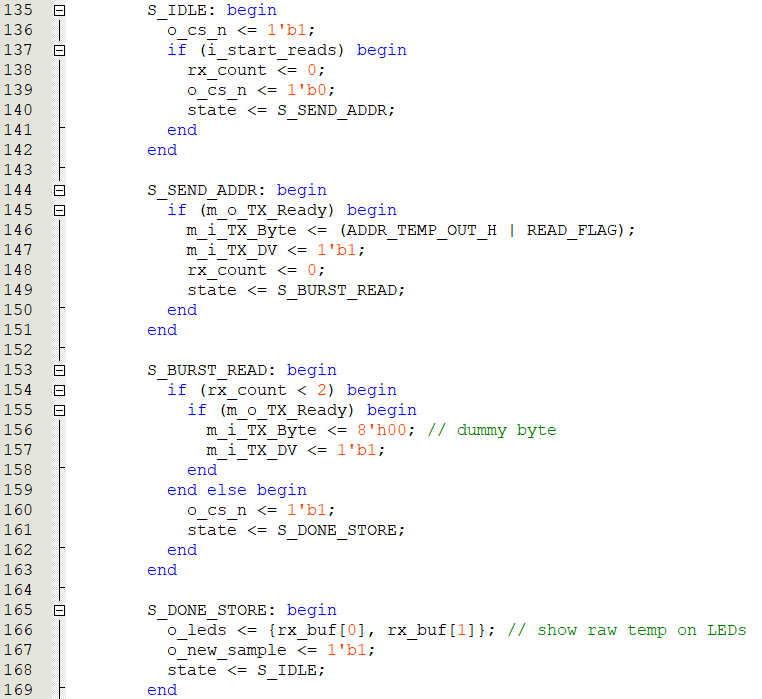 135 S_IDLE: begin
136 o_cs_n <= 1'b1;
137 if (i_start_reads) begin
138 rx_count <= 0;
139 o_cs_n <= 1'b0;
140 state <= S_SEND_ADDR;
141 end
142 end
143
144 S_SEND_ADDR: begin
145 if (m_o_TX_Ready) begin
146 m_i_TX_Byte <= (ADDR_TEMP_OUT_H | READ_FLAG);
147 m_i_TX_DV <= 1'b1;
148 rx_count <= 0;
149 state <= S_BURST_READ;
150 end
151 end
152
153 S_BURST_READ: begin
154 if (rx_count < 2) begin
155 if (m_o_TX_Ready) begin
156 m_i_TX_Byte <= 8'h00; // dummy byte
157 m_i_TX_DV <= 1'b1;
158 end
159 end else begin
160 o_cs_n <= 1'b1;
161 state <= S_DONE_STORE;
162 end
163 end
164
165 S_DONE_STORE: begin
166 o_leds <= {rx_buf[0], rx_buf[1]}; // show raw temp on LEDs
167 o_new_sample <= 1'b1;
168 state <= S_IDLE;
169 end